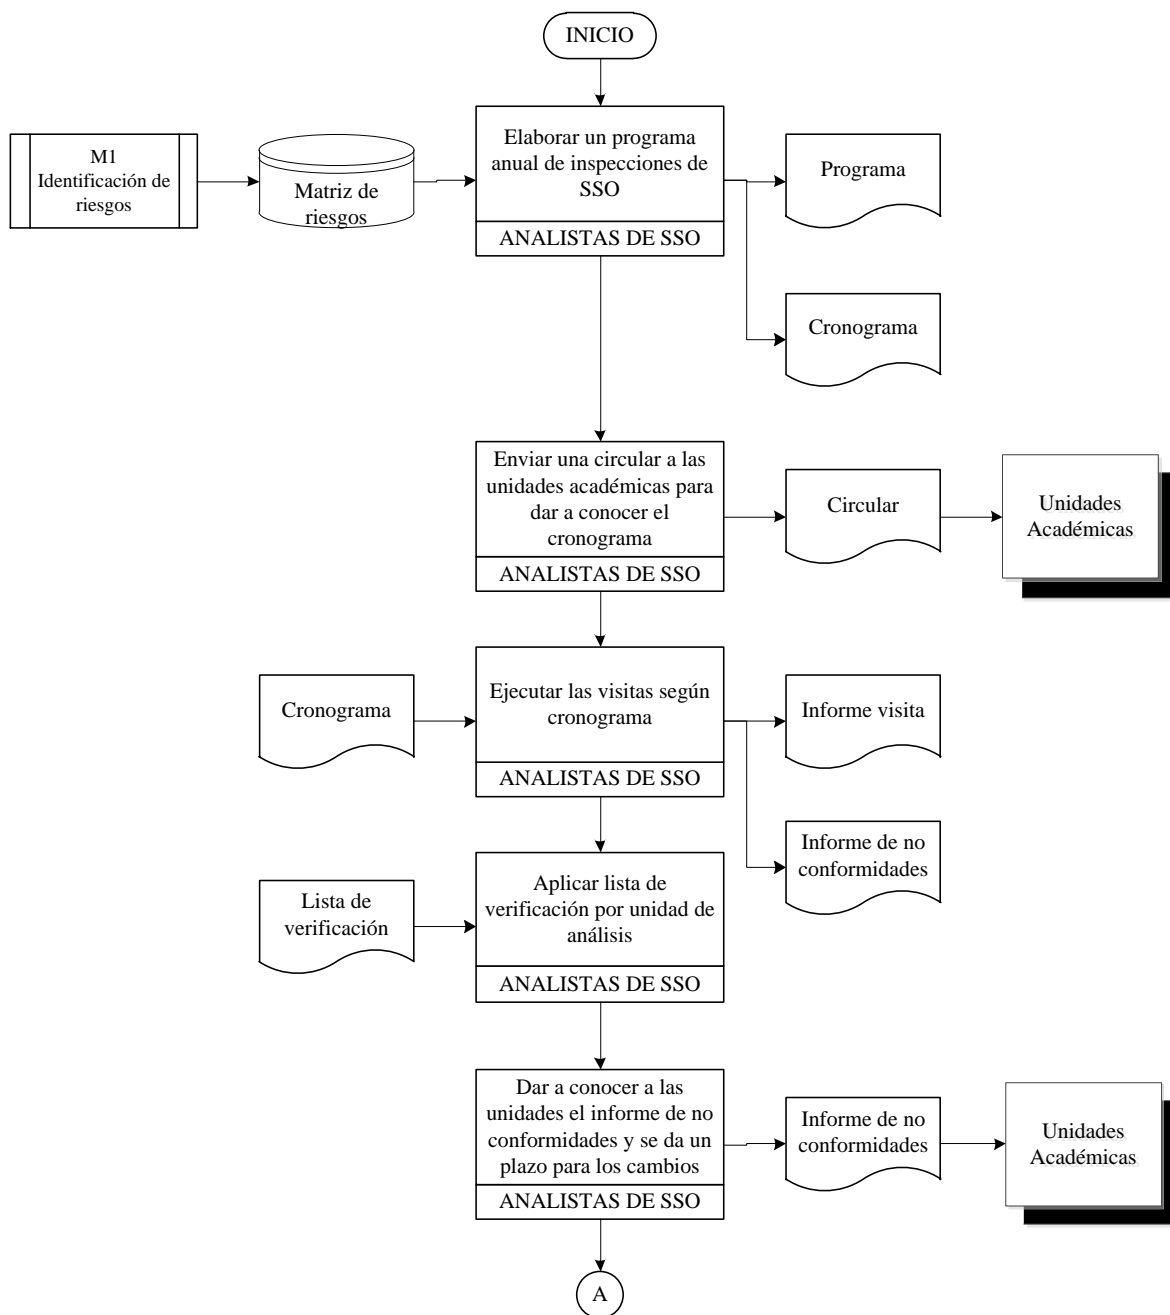 INICIO
M1
Identificación de
riesgos
Matriz de
riesgos
Elaborar un programa
anual de inspecciones de
SSO
ANALISTAS DE SSO
Programa
Cronograma
Enviar una circular a las
unidades académicas para
dar a conocer el
cronograma
ANALISTAS DE SSO
Circular
Unidades
Académicas
Cronograma
Ejecutar las visitas según
cronograma
ANALISTAS DE SSO
Informe visita
Informe de no
conformidades
Lista de
verificación
Aplicar lista de
verificación por unidad de
análisis
ANALISTAS DE SSO
Dar a conocer a las
unidades el informe de no
conformidades y se da un
plazo para los cambios
ANALISTAS DE SSO
Informe de no
conformidades
Unidades
Académicas
A